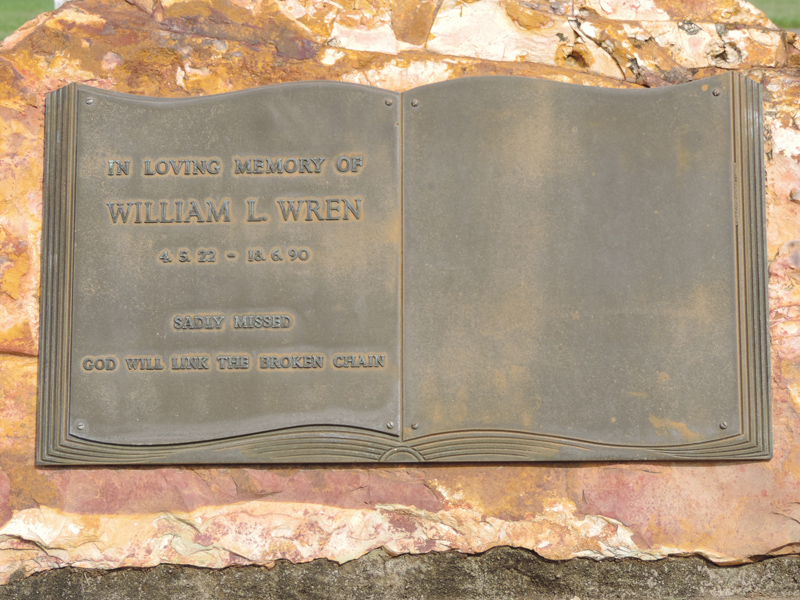 IN LOVING MEMORY OF
WILLIAM L. WREN
4. 5. 22 - 18. 6. 90
SADLY MISSED
GOD WILL LINK THE BROKEN CHAIN